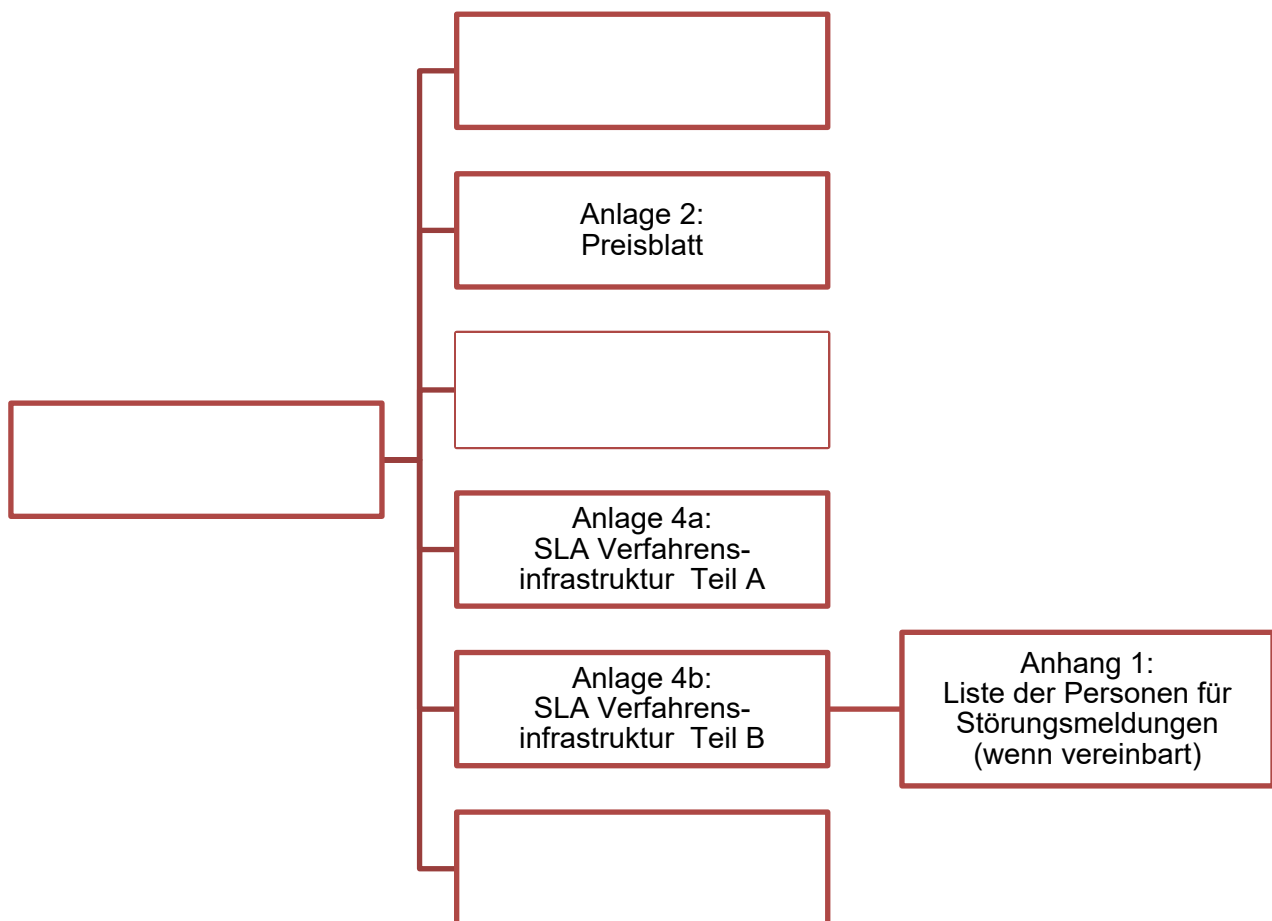 Anlage 2:
Preisblatt
Anlage 4a:
SLA Verfahrens-
infrastruktur  Teil A
Anlage 4b:
SLA Verfahrens-
infrastruktur  Teil B
Anhang 1:
Liste der Personen für
Störungsmeldungen
(wenn vereinbart)